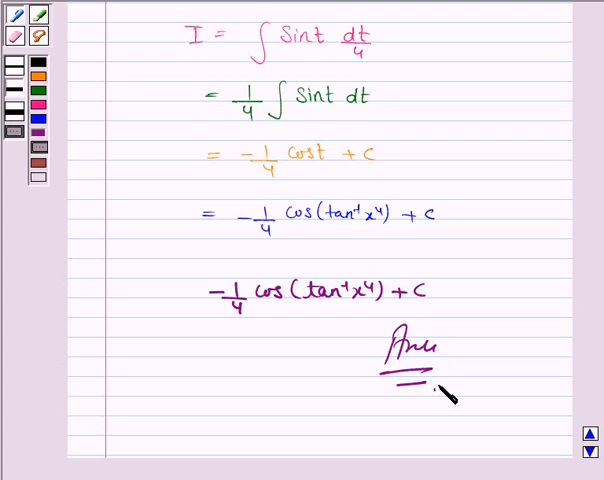 I = ∫ Sint dt/4
= 1/4 ∫ Sint dt
= -1/4 cost + c
= -1/4 cos(tan⁻¹x⁴) + c
-1/4 cos(tan⁻¹x⁴) + c
Ans